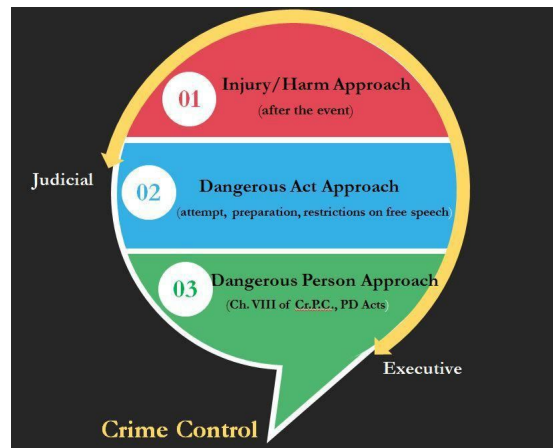 01
Injury/Harm Approach
(after the event)
Judicial
02
Dangerous Act Approach
(attempt, preparation, restrictions on free speech)
03
Dangerous Person Approach
(Ch. VIII of Cr.P.C., PD Acts)
Executive
Crime Control